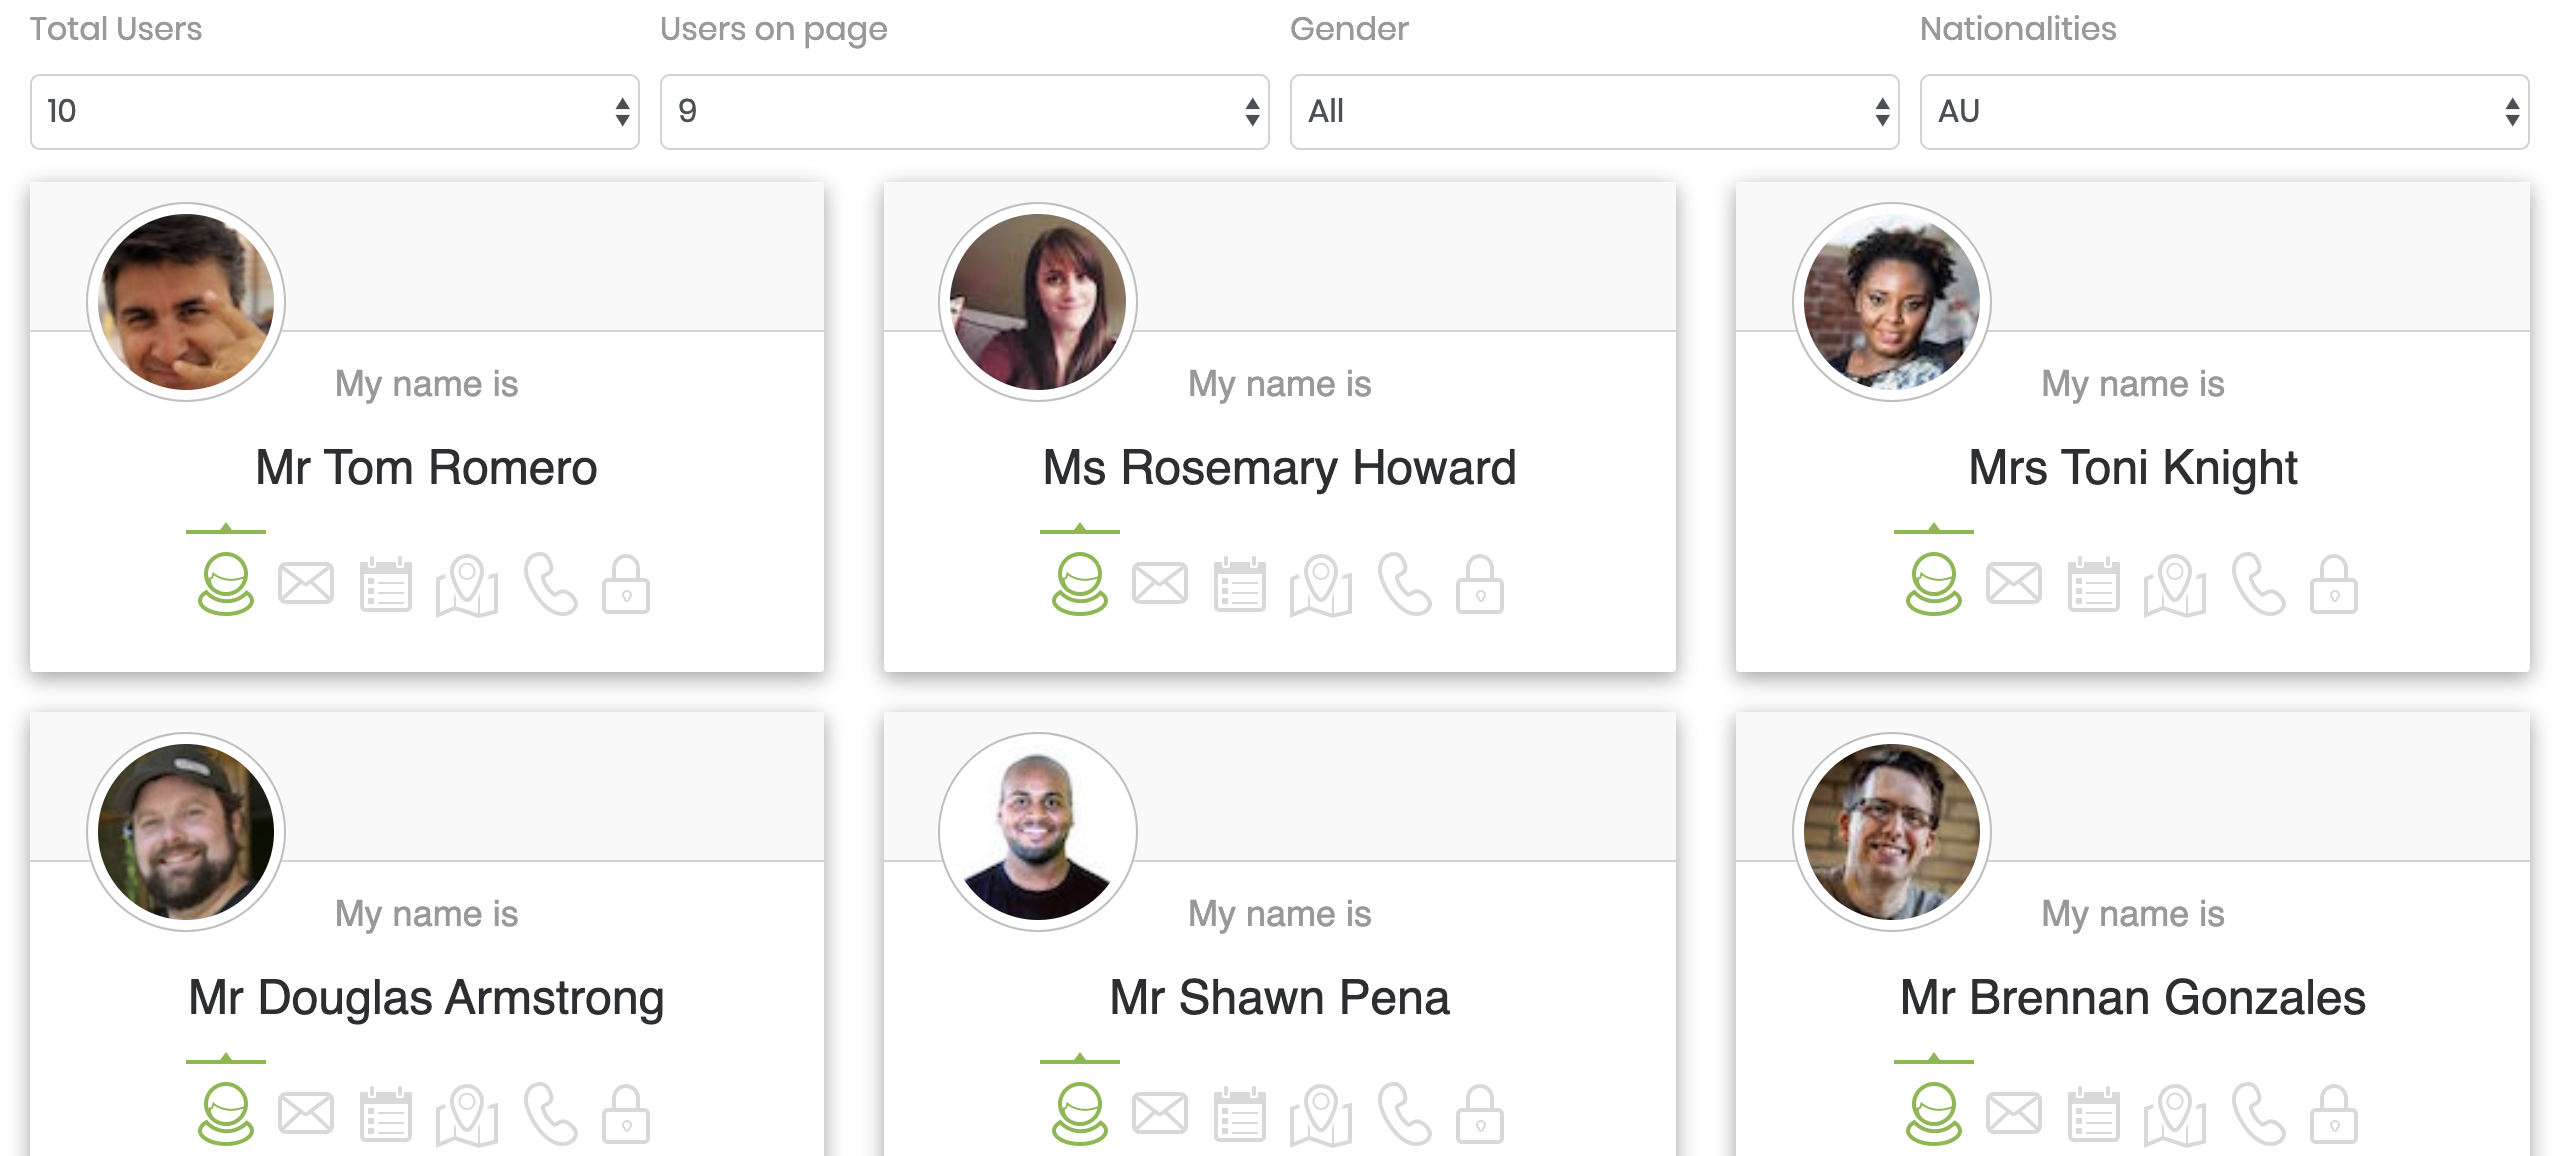 Total Users
Users on page
Gender
Nationalities
10
9
All
AU
My name is
Mr Tom Romero
My name is
Ms Rosemary Howard
My name is
Mrs Toni Knight
My name is
Mr Douglas Armstrong
My name is
Mr Shawn Pena
My name is
Mr Brennan Gonzales